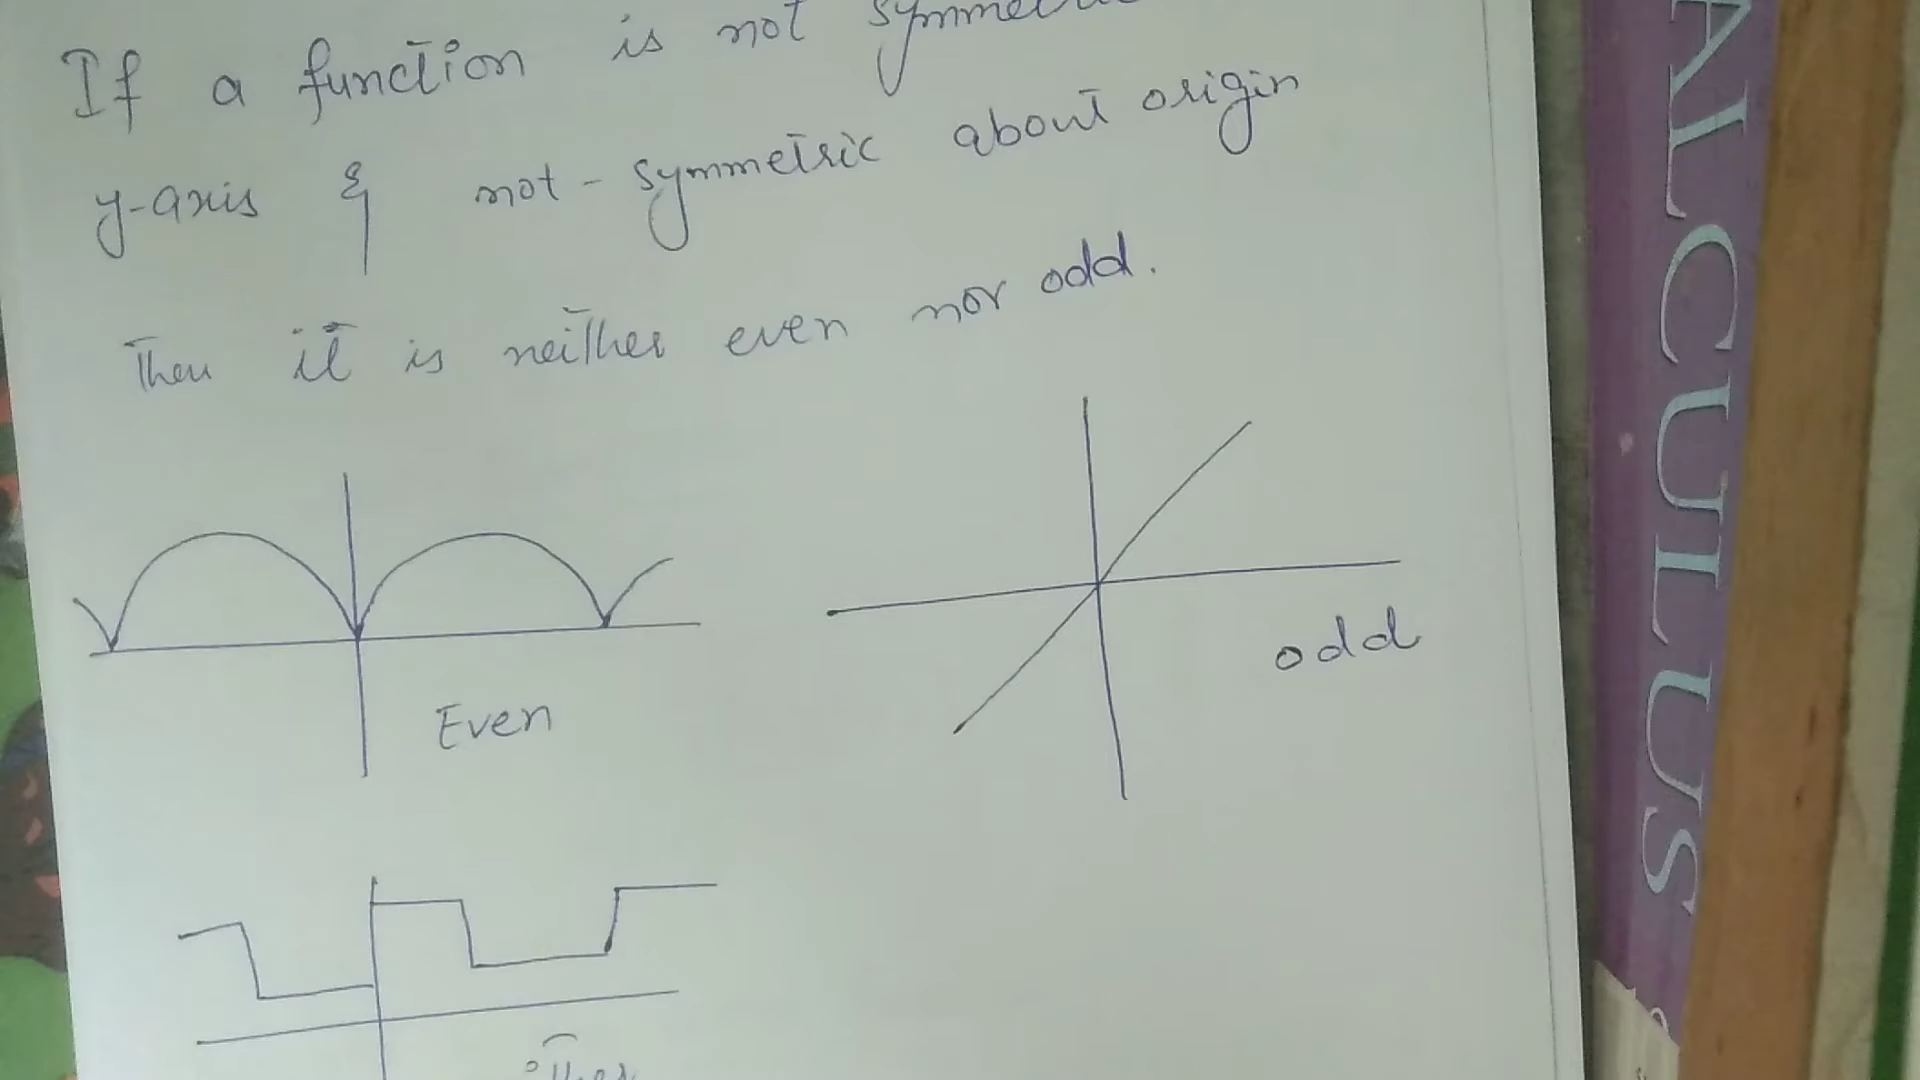 If a function is not
y-axis & not-symmetric about origin
Then it is neither even nor odd.
Even
odd
ALCULUS